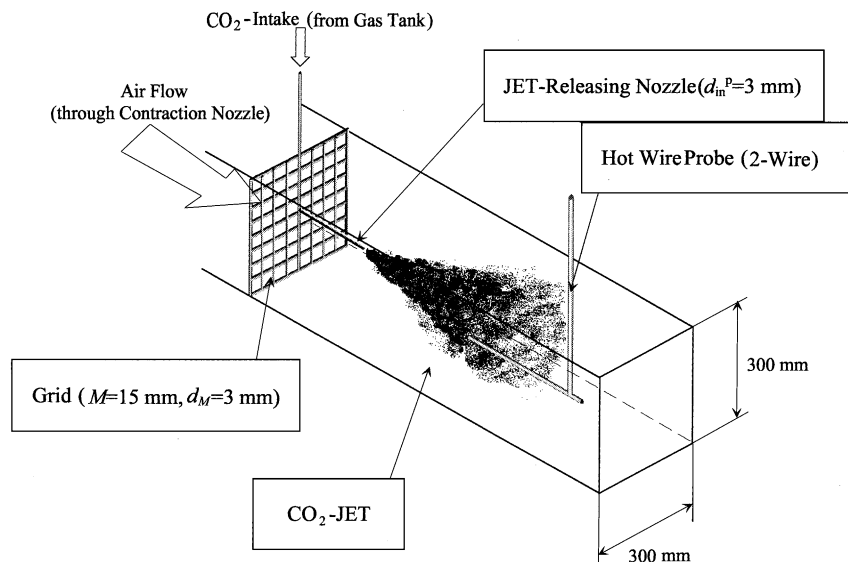 CO₂-Intake (from Gas Tank)
Air Flow
(through Contraction Nozzle)
JET-Releasing Nozzle(dᵢₙᵖ=3 mm)
Hot Wire Probe (2-Wire)
300 mm
Grid ( M=15 mm, d_M=3 mm)
CO₂-JET
300 mm